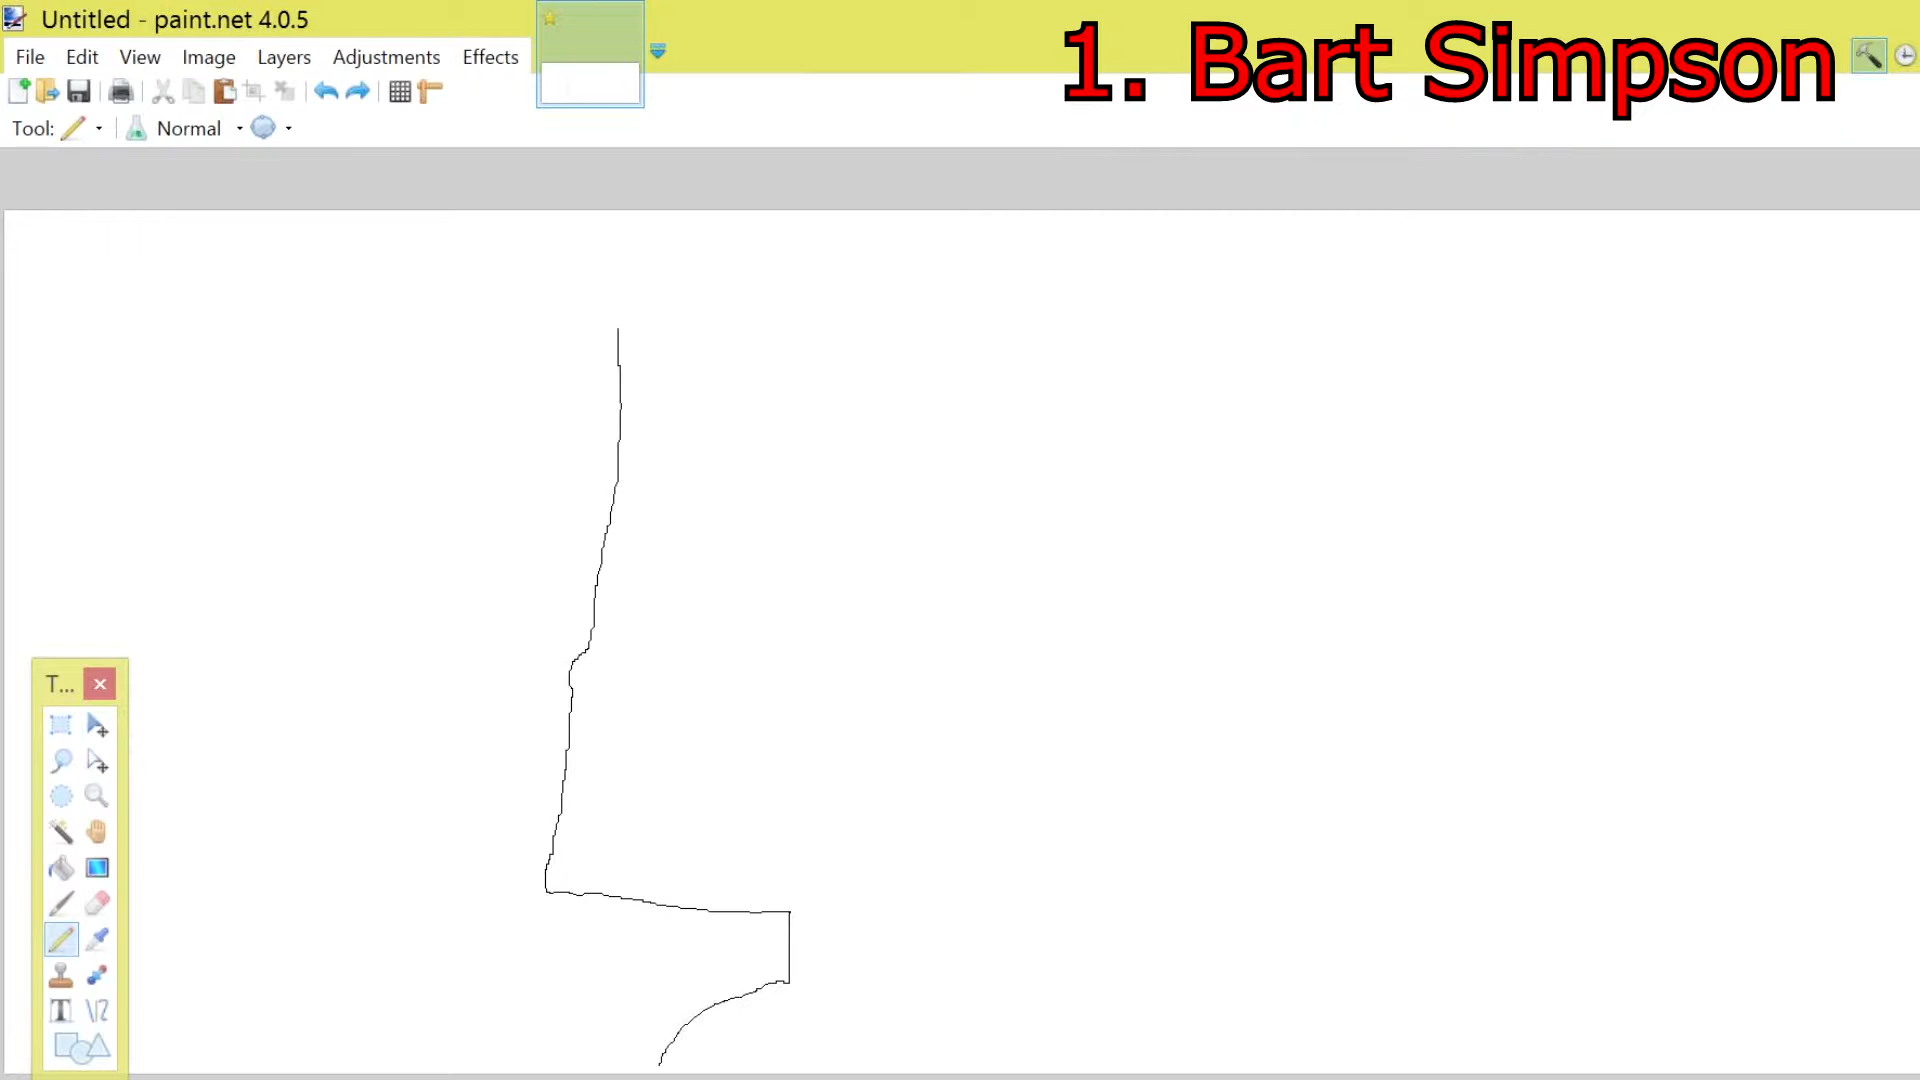 Untitled - paint.net 4.0.5
1. Bart Simpson
File Edit View Image Layers Adjustments Effects
Tool: Normal
T...